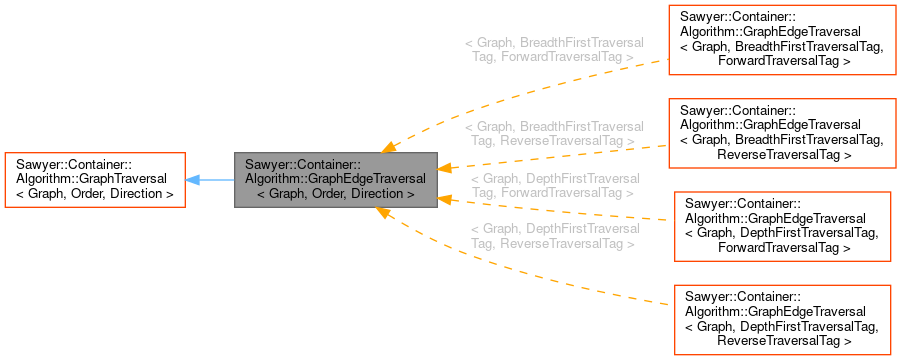 Sawyer::Container::
Algorithm::GraphTraversal
< Graph, Order, Direction >
Sawyer::Container::
Algorithm::GraphEdgeTraversal
< Graph, Order, Direction >
< Graph, BreadthFirstTraversal
Tag, ForwardTraversalTag >
< Graph, BreadthFirstTraversal
Tag, ReverseTraversalTag >
< Graph, DepthFirstTraversal
Tag, ForwardTraversalTag >
< Graph, DepthFirstTraversal
Tag, ReverseTraversalTag >
Sawyer::Container::
Algorithm::GraphEdgeTraversal
< Graph, BreadthFirstTraversalTag,
ForwardTraversalTag >
Sawyer::Container::
Algorithm::GraphEdgeTraversal
< Graph, BreadthFirstTraversalTag,
ReverseTraversalTag >
Sawyer::Container::
Algorithm::GraphEdgeTraversal
< Graph, DepthFirstTraversalTag,
ForwardTraversalTag >
Sawyer::Container::
Algorithm::GraphEdgeTraversal
< Graph, DepthFirstTraversalTag,
ReverseTraversalTag >